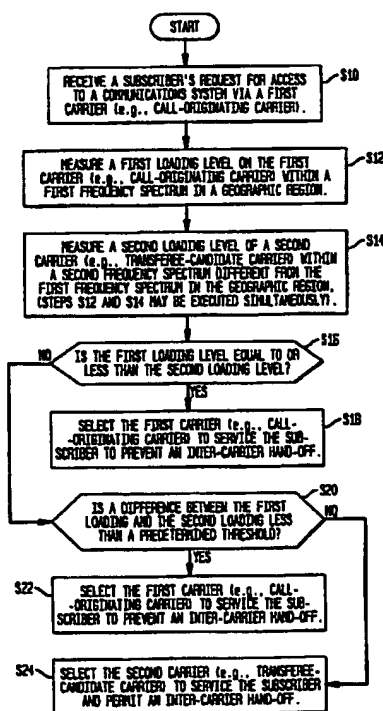 START
RECEIVE A SUBSCRIBER'S REQUEST FOR ACCESS
TO A COMMUNICATIONS SYSTEM VIA A FIRST
CARRIER (e.g., CALL-ORIGINATING CARRIER).
S10
MEASURE A FIRST LOADING LEVEL ON THE FIRST
CARRIER (e.g., CALL-ORIGINATING CARRIER) WITHIN A
FIRST FREQUENCY SPECTRUM IN A GEOGRAPHIC REGION.
S12
MEASURE A SECOND LOADING LEVEL OF A SECOND
CARRIER (e.g., TRANSFEREE-CANDIDATE CARRIER) WITHIN
A SECOND FREQUENCY SPECTRUM DIFFERENT FROM THE
FIRST FREQUENCY SPECTRUM IN THE GEOGRAPHIC REGION.
(STEPS S12 AND S14 MAY BE EXECUTED SIMULTANEOUSLY).
S14
IS THE FIRST LOADING LEVEL EQUAL TO OR
LESS THAN THE SECOND LOADING LEVEL?
S16
NO
YES
SELECT THE FIRST CARRIER (e.g., CALL-
-ORIGINATING CARRIER) TO SERVICE THE SUB-
SCRIBER TO PREVENT AN INTER-CARRIER HAND-OFF.
S18
IS A DIFFERENCE BETWEEN THE FIRST
LOADING AND THE SECOND LOADING LESS
THAN A PREDETERMINED THRESHOLD?
S20
NO
YES
S22
SELECT THE FIRST CARRIER (e.g., CALL-
-ORIGINATING CARRIER) TO SERVICE THE SUB-
SCRIBER TO PREVENT AN INTER-CARRIER HAND-OFF.
S24
SELECT THE SECOND CARRIER (e.g., TRANSFEREE-
CANDIDATE CARRIER) TO SERVICE THE SUBSCRIBER
AND PERMIT AN INTER-CARRIER HAND-OFF.